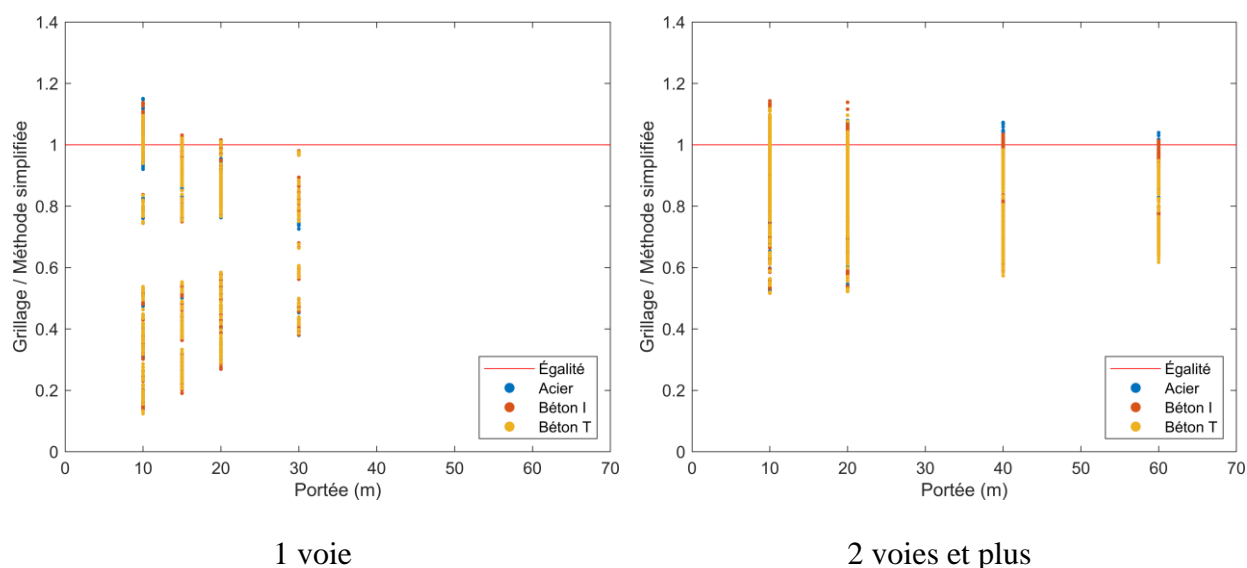 1.4
1.2
1
0.8
0.6
0.4
0.2
0
Grillage / Méthode simplifiée
0 10 20 30 40 50 60 70
Portée (m)
Égalité
Acier
Béton I
Béton T
1 voie
1.4
1.2
1
0.8
0.6
0.4
0.2
0
Grillage / Méthode simplifiée
0 10 20 30 40 50 60 70
Portée (m)
Égalité
Acier
Béton I
Béton T
2 voies et plus